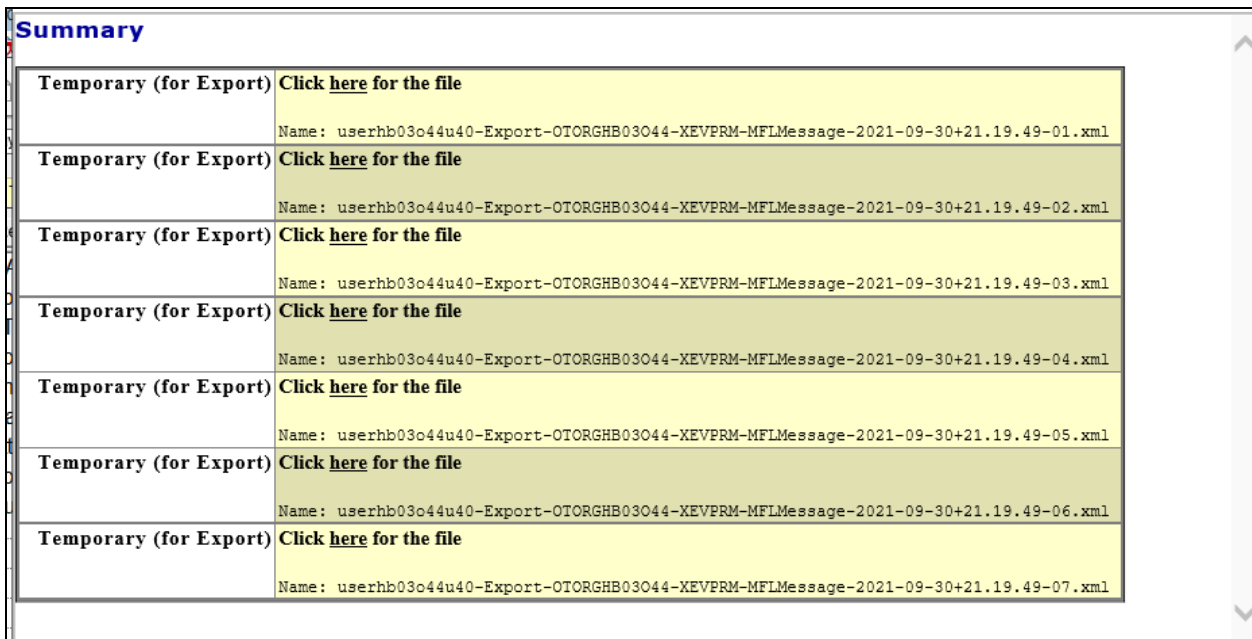 Summary
Temporary (for Export) Click here for the file
Name: userhb03o44u40-Export-OTORGHB03O44-XEVPRM-MFLMessage-2021-09-30+21.19.49-01.xml
Temporary (for Export) Click here for the file
Name: userhb03o44u40-Export-OTORGHB03O44-XEVPRM-MFLMessage-2021-09-30+21.19.49-02.xml
Temporary (for Export) Click here for the file
Name: userhb03o44u40-Export-OTORGHB03O44-XEVPRM-MFLMessage-2021-09-30+21.19.49-03.xml
Temporary (for Export) Click here for the file
Name: userhb03o44u40-Export-OTORGHB03O44-XEVPRM-MFLMessage-2021-09-30+21.19.49-04.xml
Temporary (for Export) Click here for the file
Name: userhb03o44u40-Export-OTORGHB03O44-XEVPRM-MFLMessage-2021-09-30+21.19.49-05.xml
Temporary (for Export) Click here for the file
Name: userhb03o44u40-Export-OTORGHB03O44-XEVPRM-MFLMessage-2021-09-30+21.19.49-06.xml
Temporary (for Export) Click here for the file
Name: userhb03o44u40-Export-OTORGHB03O44-XEVPRM-MFLMessage-2021-09-30+21.19.49-07.xml